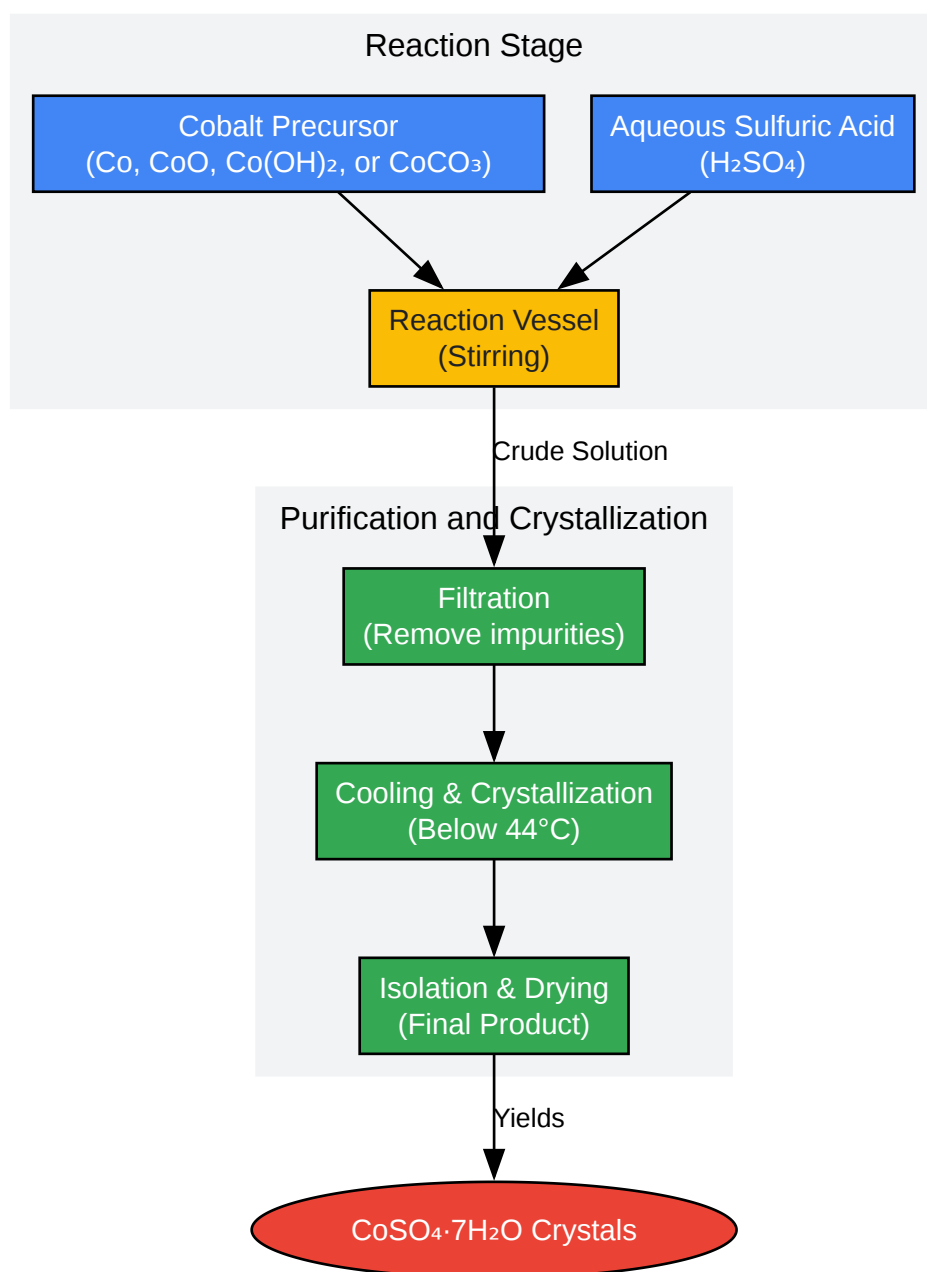 Reaction Stage
Cobalt Precursor
(Co, CoO, Co(OH)₂, or CoCO₃)
Aqueous Sulfuric Acid
(H₂SO₄)
Reaction Vessel
(Stirring)
Crude Solution
Purification and Crystallization
Filtration
(Remove impurities)
Cooling & Crystallization
(Below 44°C)
Isolation & Drying
(Final Product)
Yields
CoSO₄·7H₂O Crystals